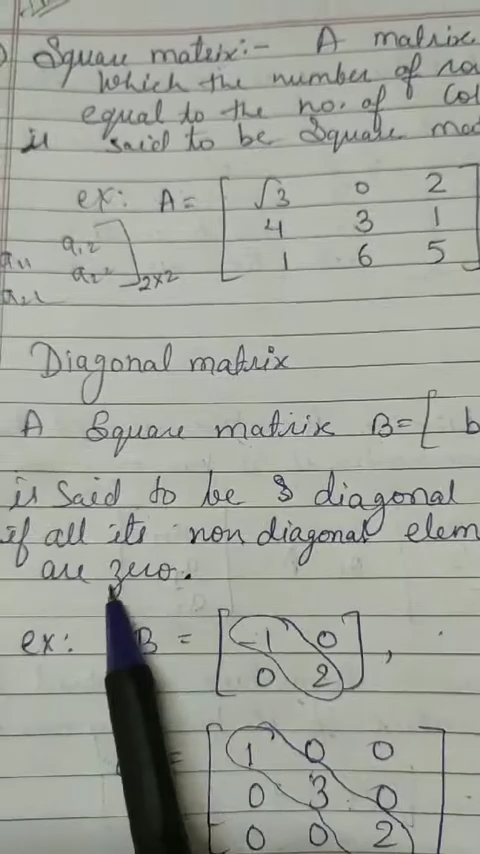 Square matrix:- A matrix
which the number of
equal to the no. of
is said to be Square
ex: A = [ √3 0 2
4 3 1
1 6 5 ]
a11 a12 ]
a21 a22 ] 2×2
Diagonal matrix
A Square matrix B = [ b
is said to be diagonal
if all its non diagonal elem
are zero.
ex: B = [ -1 0
0 2 ] ,
= [ 1 0 0
0 3 0
0 0 2 ]